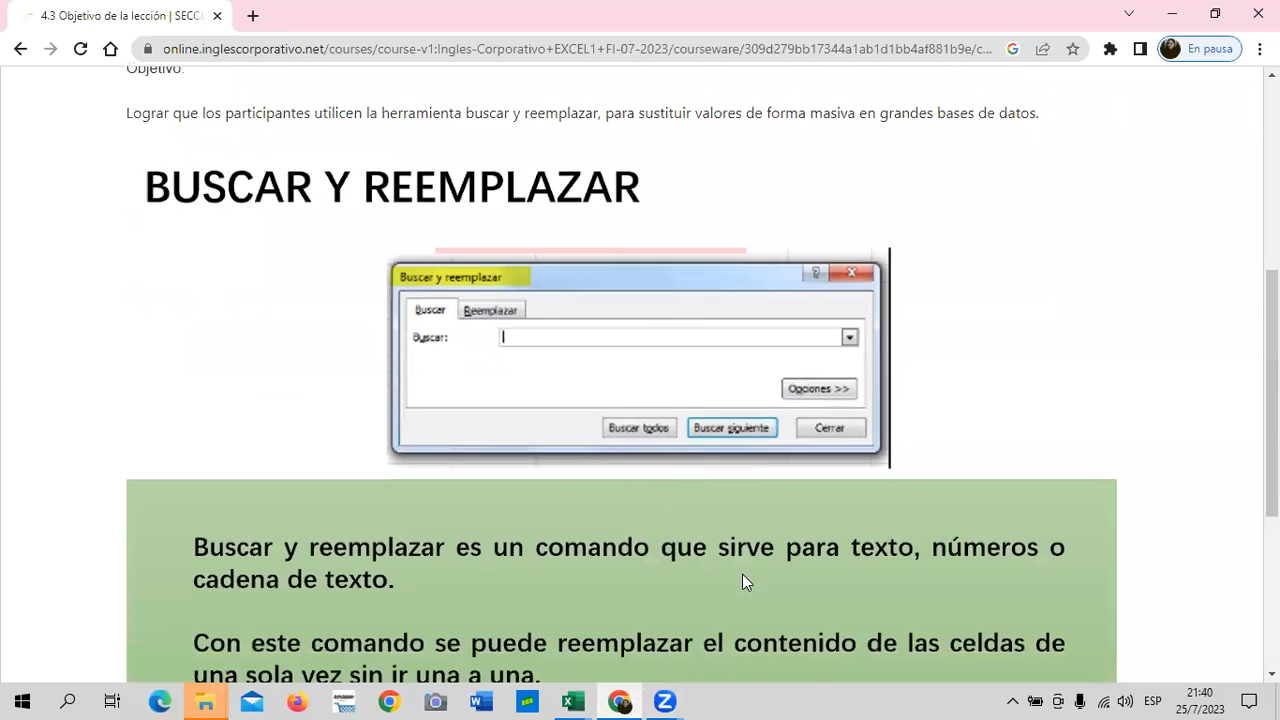 4.3 Objetivo de la lección | SECCI
online.inglescorporativo.net/courses/course-v1:Ingles-Corporativo+EXCEL1+FI-07-2023/courseware/309d279bb17344a1ab1d1bb4af881b9e/c...
En pausa
Objetivo:
Lograr que los participantes utilicen la herramienta buscar y reemplazar, para sustituir valores de forma masiva en grandes bases de datos.
BUSCAR Y REEMPLAZAR
Buscar y reemplazar
Buscar Reemplazar
Buscar:
Opciones >>
Buscar todos Buscar siguiente Cerrar
Buscar y reemplazar es un comando que sirve para texto, números o
cadena de texto.
Con este comando se puede reemplazar el contenido de las celdas de
una sola vez sin ir una a una.
ESP
21:40
25/7/2023